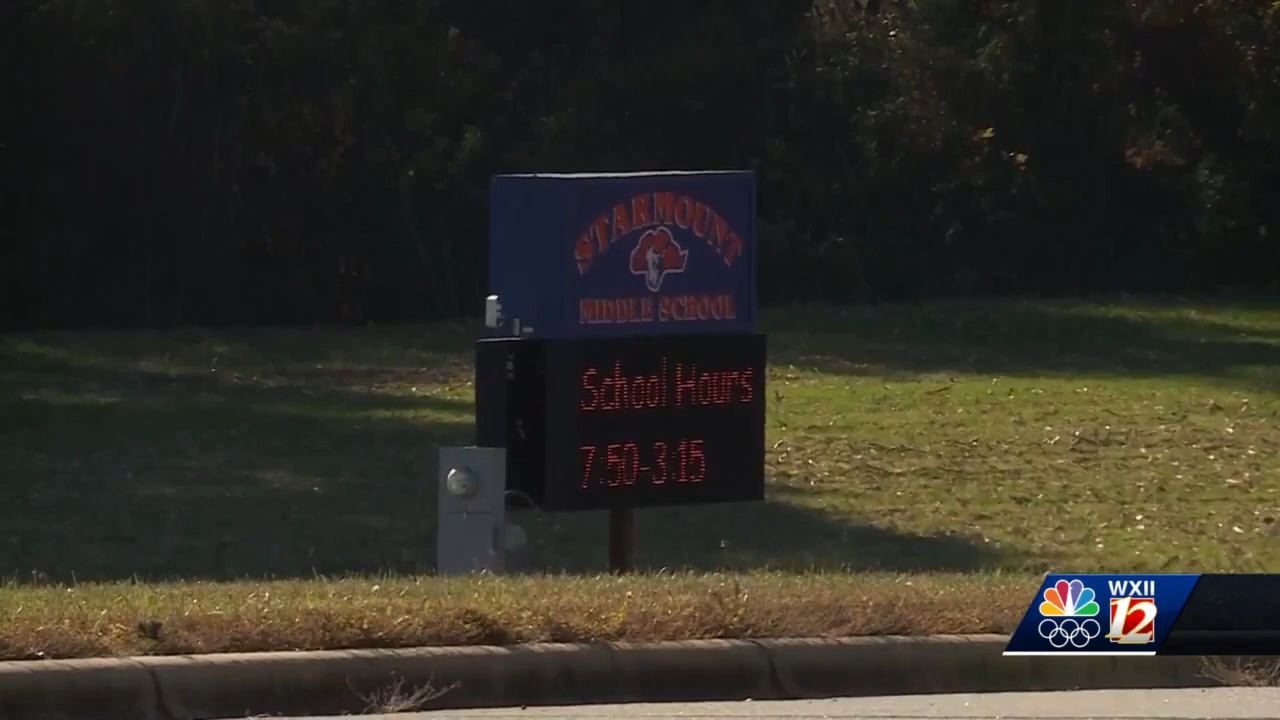 STARMOUNT
MIDDLE SCHOOL
School Hours
7:50-3:15
WXII
12